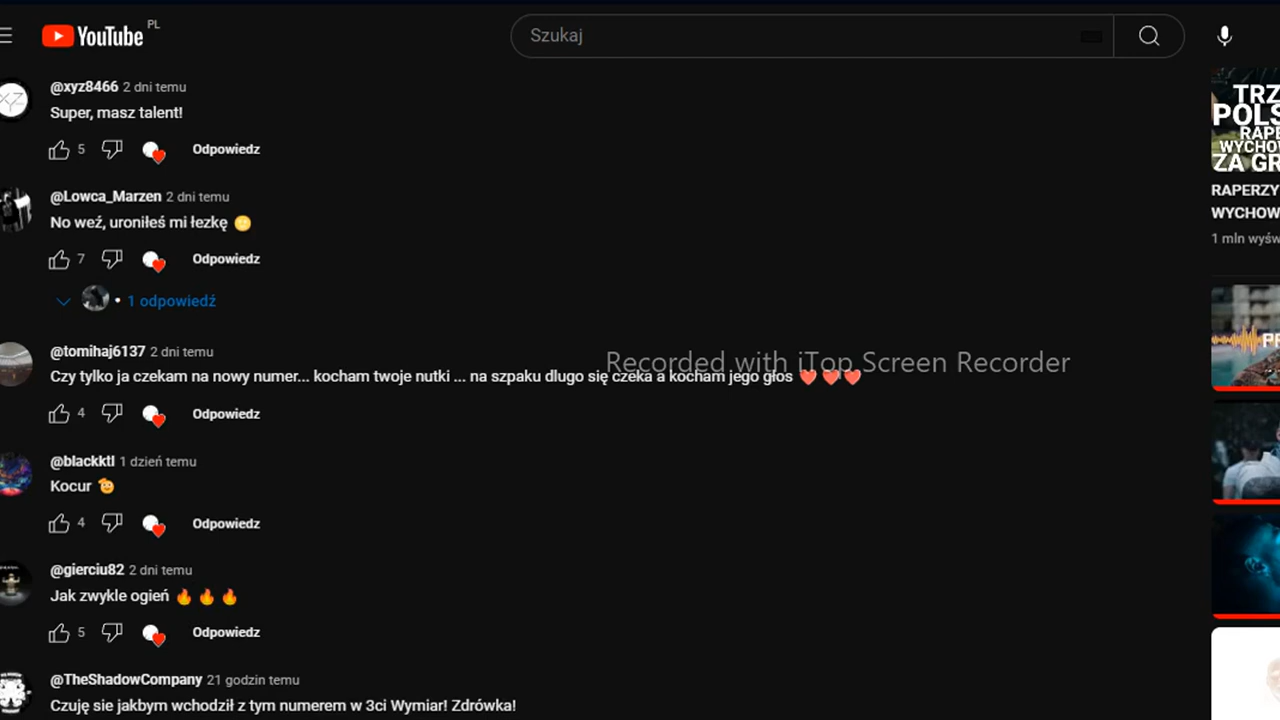 YouTube PL
Szukaj
@xyz8466 2 dni temu
Super, masz talent!
5 Odpowiedz
@Lowca_Marzen 2 dni temu
No weź, uroniłeś mi łezkę
7 Odpowiedz
1 odpowiedź
@tomihaj6137 2 dni temu
Czy tylko ja czekam na nowy numer... kocham twoje nutki ... na szpaku dlugo się czeka a kocham jego głos ❤️ ❤️ ❤️
4 Odpowiedz
@blackktl 1 dzień temu
Kocur
4 Odpowiedz
@gierciu82 2 dni temu
Jak zwykle ogień 🔥 🔥 🔥
5 Odpowiedz
@TheShadowCompany 21 godzin temu
Czuję sie jakbym wchodził z tym numerem w 3ci Wymiar! Zdrówka!
Recorded with iTop Screen Recorder
TRZ
POLS
RAPE
WYCHO
ZA GR
RAPERZY
WYCHOW
1 mln wyśw
PR